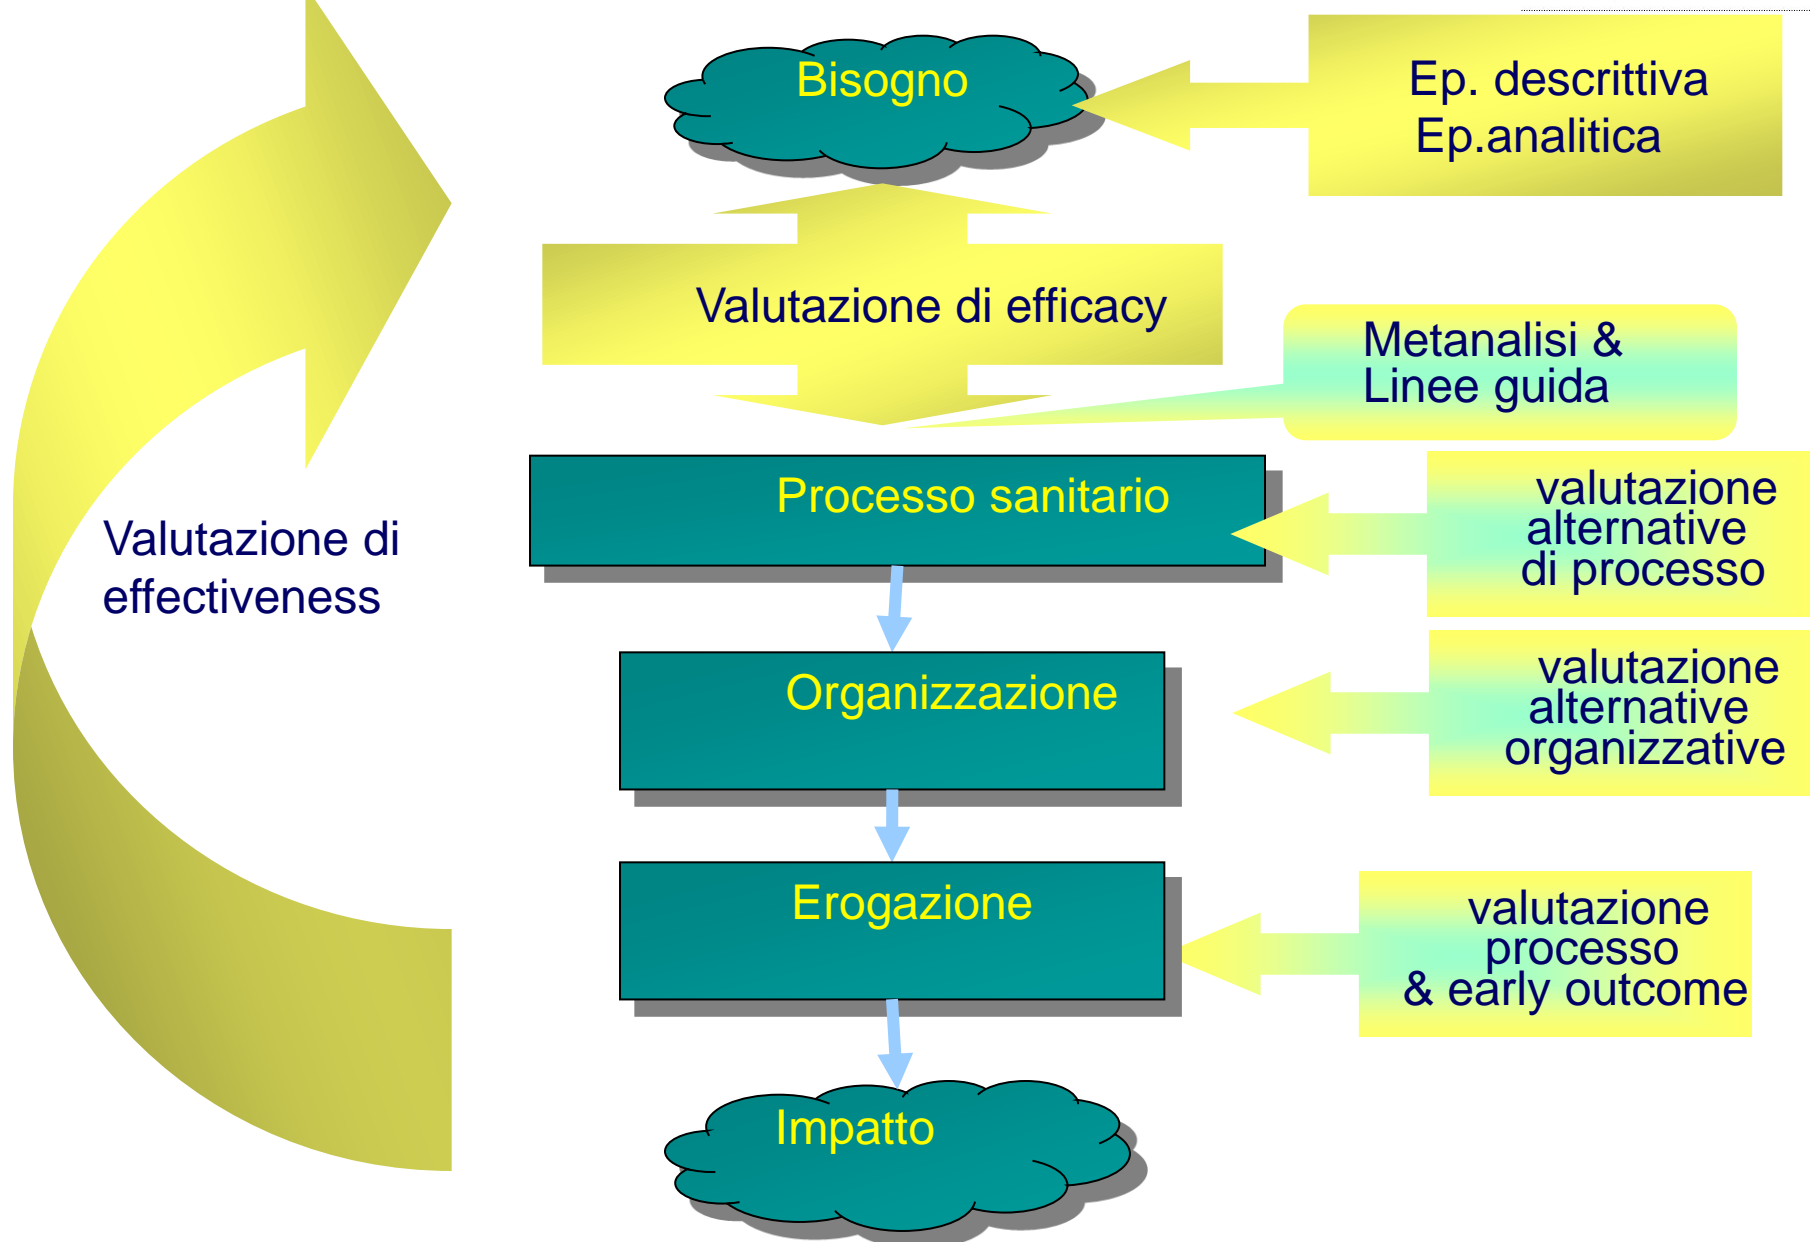 Bisogno
Ep. descrittiva
Ep.analitica
Valutazione di efficacy
Metanalisi &
Linee guida
Processo sanitario
valutazione
alternative
di processo
Valutazione di
effectiveness
Organizzazione
valutazione
alternative
organizzative
Erogazione
valutazione
processo
& early outcome
Impatto